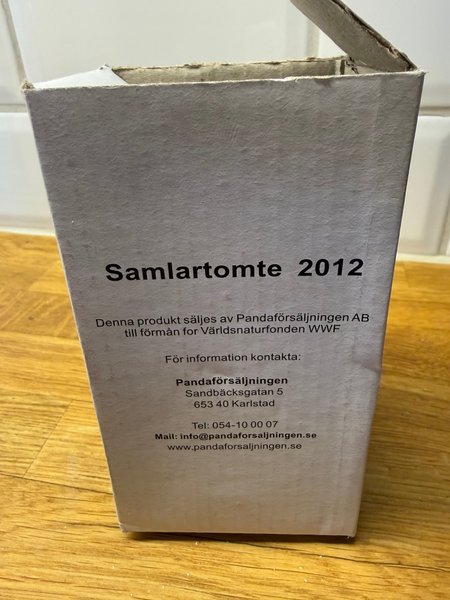 Samlartomte 2012
Denna produkt säljes av Pandaförsäljningen AB
till förmån for Världsnaturfonden WWF
För information kontakta:
Pandaförsäljningen
Sandbäcksgatan 5
653 40 Karlstad
Tel: 054-10 00 07
Mail: info@pandaforsaljningen.se
www.pandaforsaljningen.se